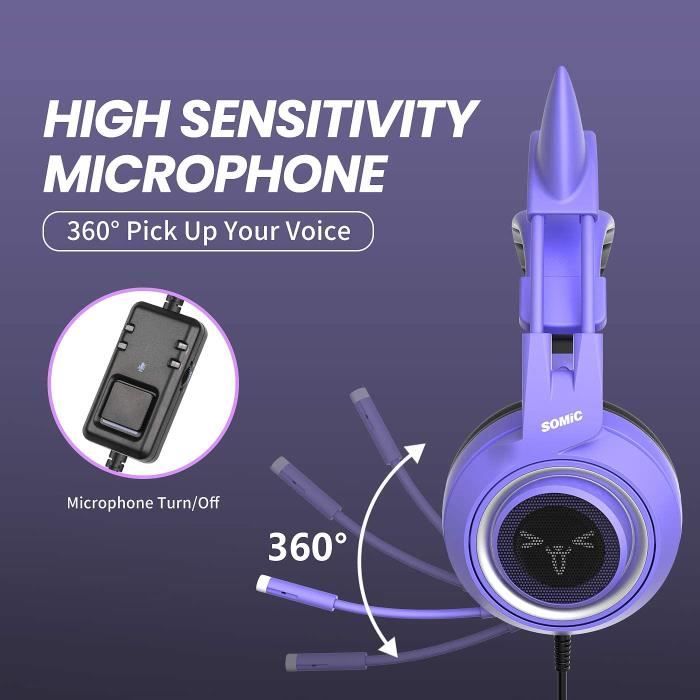 HIGH SENSITIVITY
MICROPHONE
360° Pick Up Your Voice
Microphone Turn/Off
360°
SOMiC